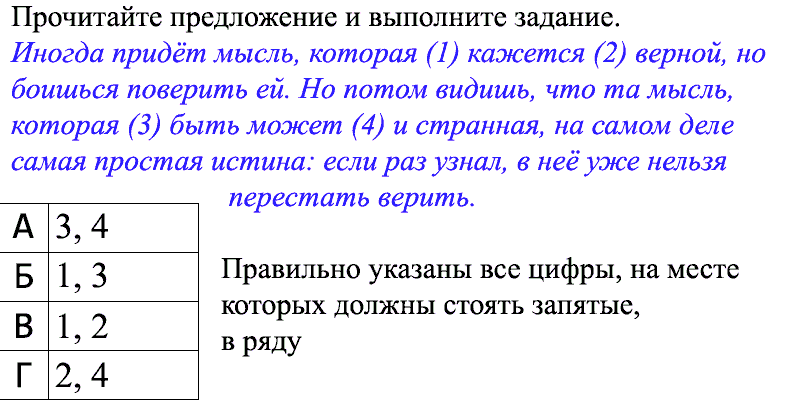 Прочитайте предложение и выполните задание.
Иногда придёт мысль, которая (1) кажется (2) верной, но
боишься поверить ей. Но потом видишь, что та мысль,
которая (3) быть может (4) и странная, на самом деле
самая простая истина: если раз узнал, в неё уже нельзя
перестать верить.
А 3, 4
Б 1, 3
В 1, 2
Г 2, 4
Правильно указаны все цифры, на месте
которых должны стоять запятые,
в ряду